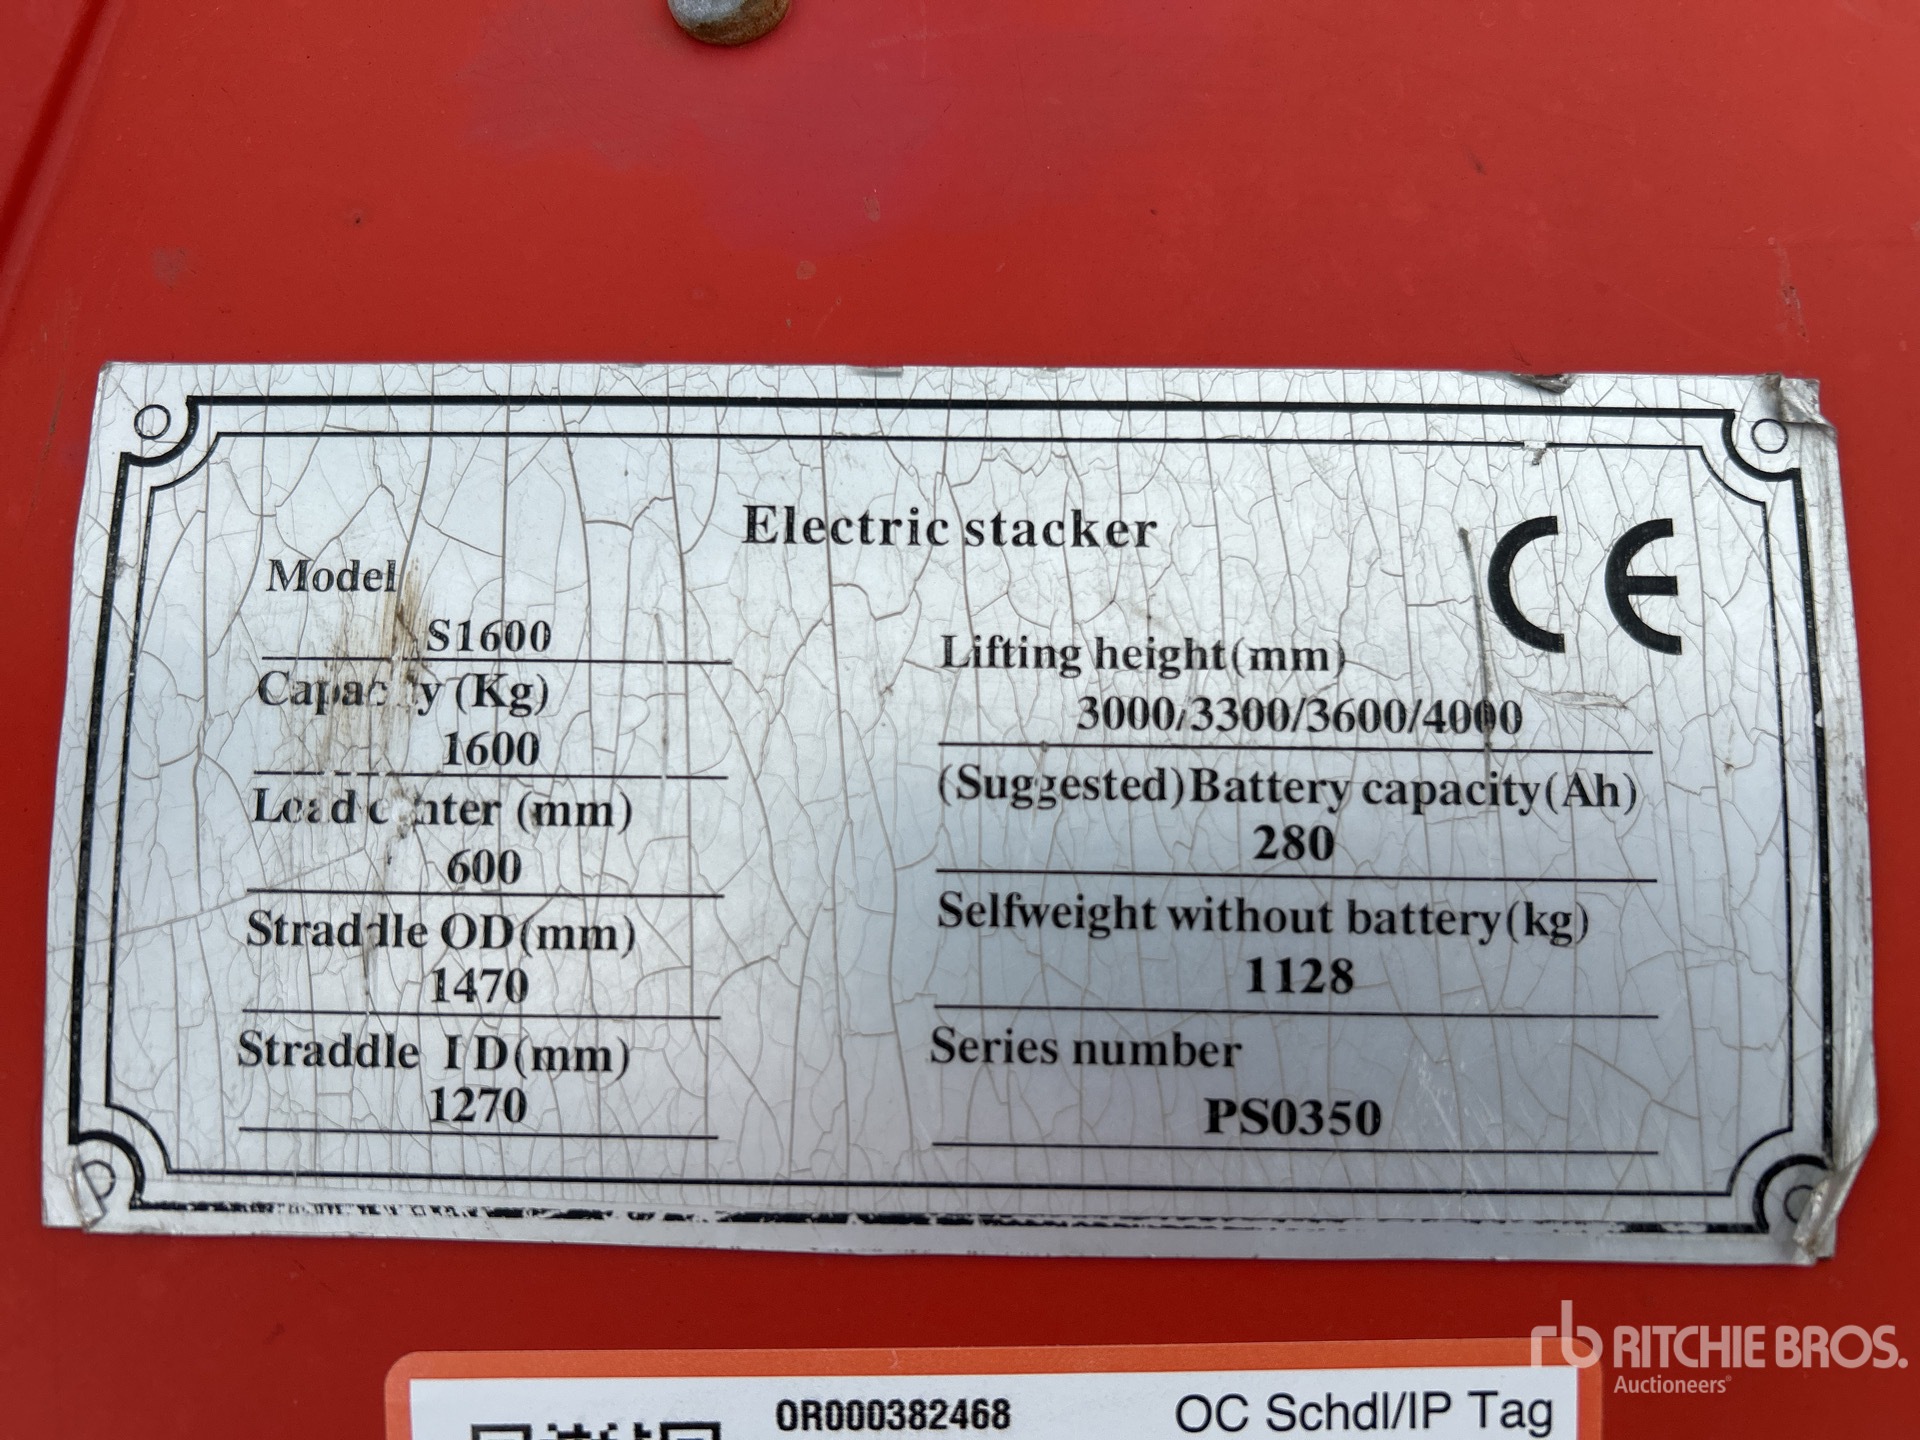 Electric stacker
CE
Model
S1600
Capacity (Kg)
1600
Load center (mm)
600
Straddle OD(mm)
1470
Straddle I D(mm)
1270
Lifting height(mm)
3000/3300/3600/4000
(Suggested)Battery capacity(Ah)
280
Selfweight without battery(kg)
1128
Series number
PS0350
0R000382468
OC Schdl/IP Tag
rb RITCHIE BROS.
Auctioneers®